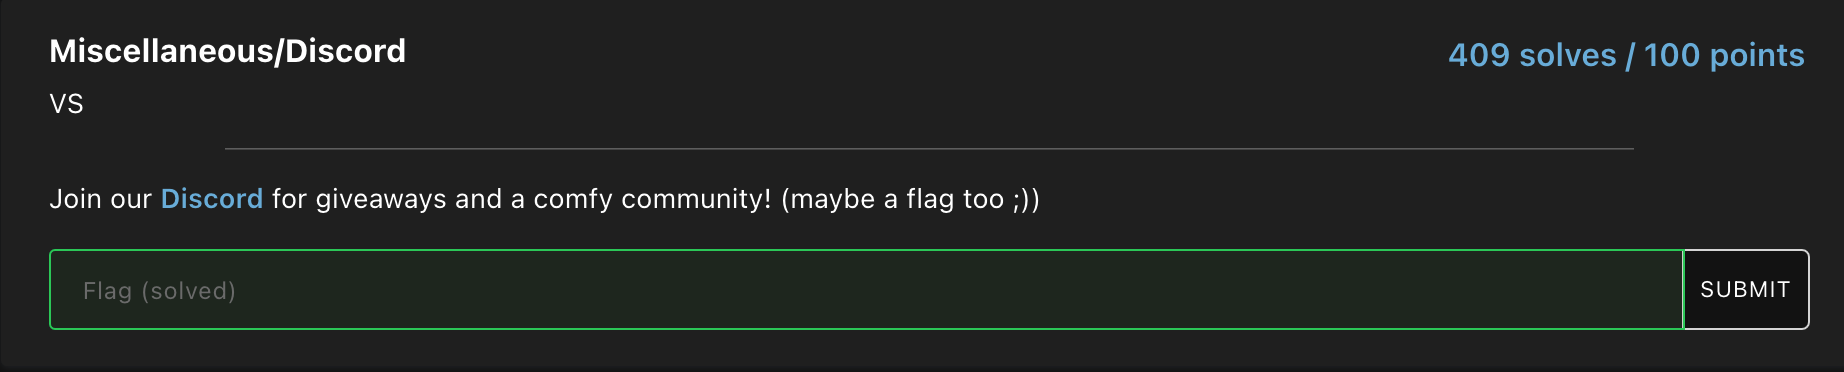 Miscellaneous/Discord
409 solves / 100 points
VS
Join our Discord for giveaways and a comfy community! (maybe a flag too ;))
Flag (solved)
SUBMIT